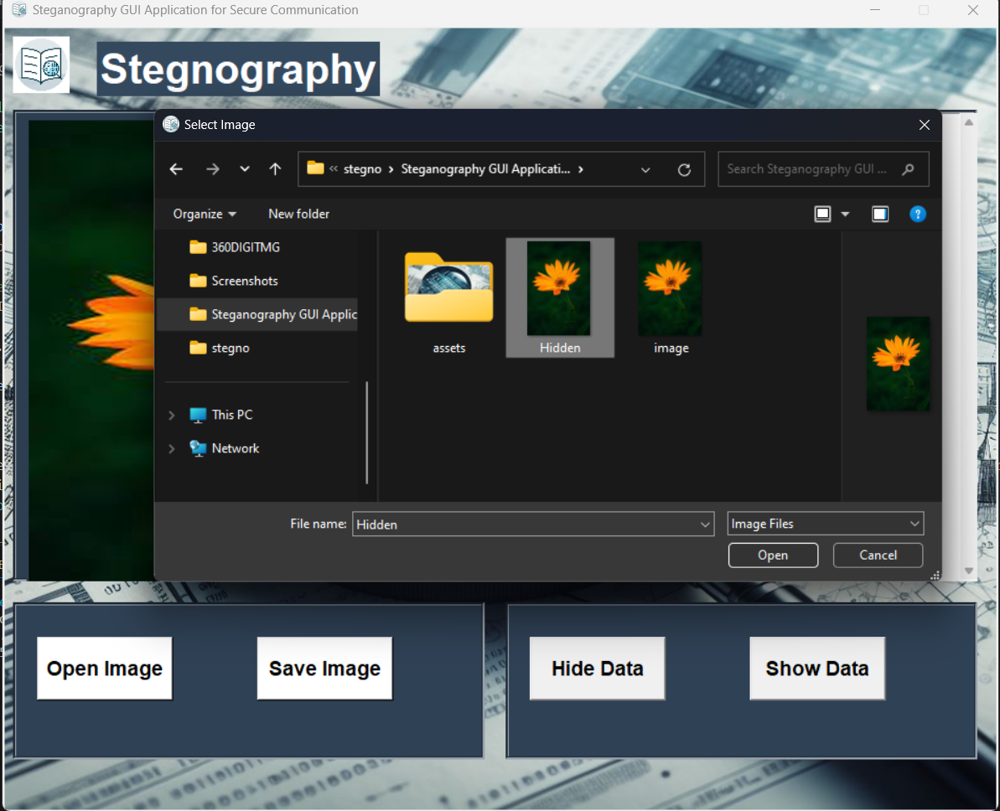 Steganography GUI Application for Secure Communication
Stegnography
Select Image
stegno
Steganography GUI Applicati...
Search Steganography GUI ...
Organize
New folder
360DIGITMG
Screenshots
Steganography GUI Applic
stegno
This PC
Network
assets
Hidden
image
File name:
Hidden
Image Files
Open
Cancel
Open Image
Save Image
Hide Data
Show Data